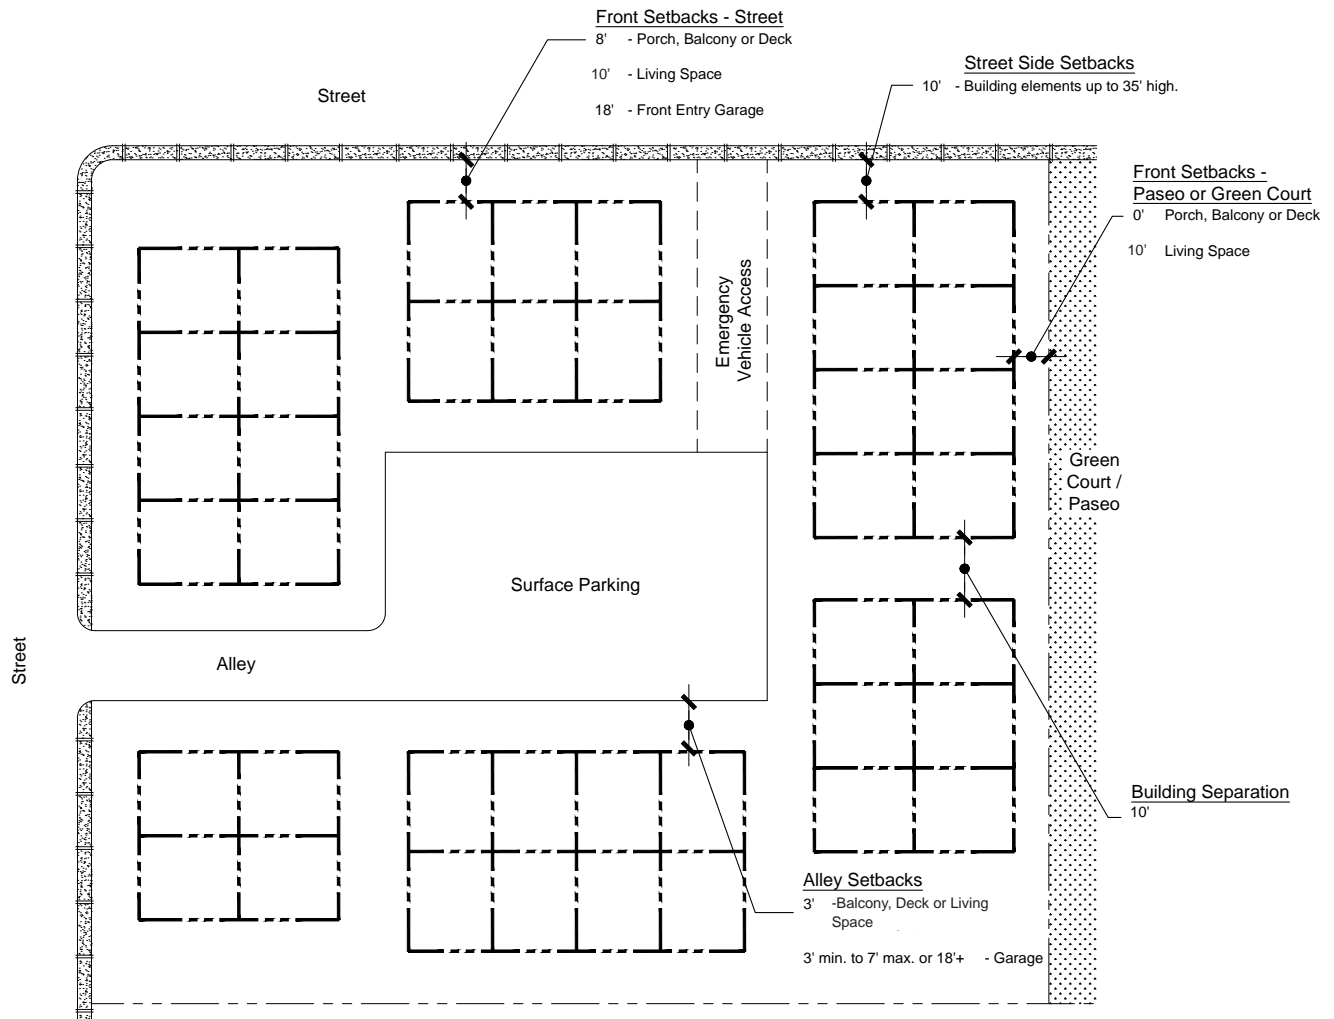 Front Setbacks - Street
8' - Porch, Balcony or Deck
10' - Living Space
18' - Front Entry Garage
Street
Street Side Setbacks
10' - Building elements up to 35' high.
Front Setbacks -
Paseo or Green Court
0' Porch, Balcony or Deck
10' Living Space
Emergency
Vehicle Access
Green
Court /
Paseo
Surface Parking
Street
Alley
Building Separation
10'
Alley Setbacks
3' -Balcony, Deck or Living
Space
3' min. to 7' max. or 18'+ - Garage